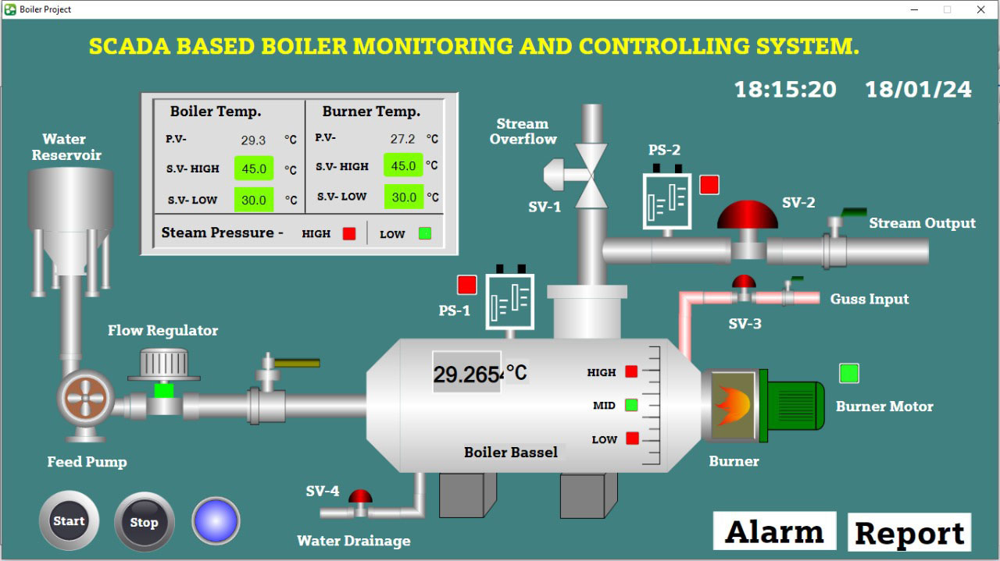 Boiler Project
SCADA BASED BOILER MONITORING AND CONTROLLING SYSTEM.
18:15:20 18/01/24
Boiler Temp.
P.V- 29.3 °C
S.V- HIGH 45.0 °C
S.V- LOW 30.0 °C
Burner Temp.
P.V- 27.2 °C
S.V- HIGH 45.0 °C
S.V- LOW 30.0 °C
Steam Pressure - HIGH LOW
Water
Reservoir
Stream
Overflow
SV-1
PS-2
SV-2
Stream Output
PS-1
Guss Input
SV-3
Flow Regulator
29.2654 °C
HIGH
MID
LOW
Boiler Bassel
Burner Motor
Burner
Feed Pump
SV-4
Water Drainage
Start
Stop
Alarm
Report